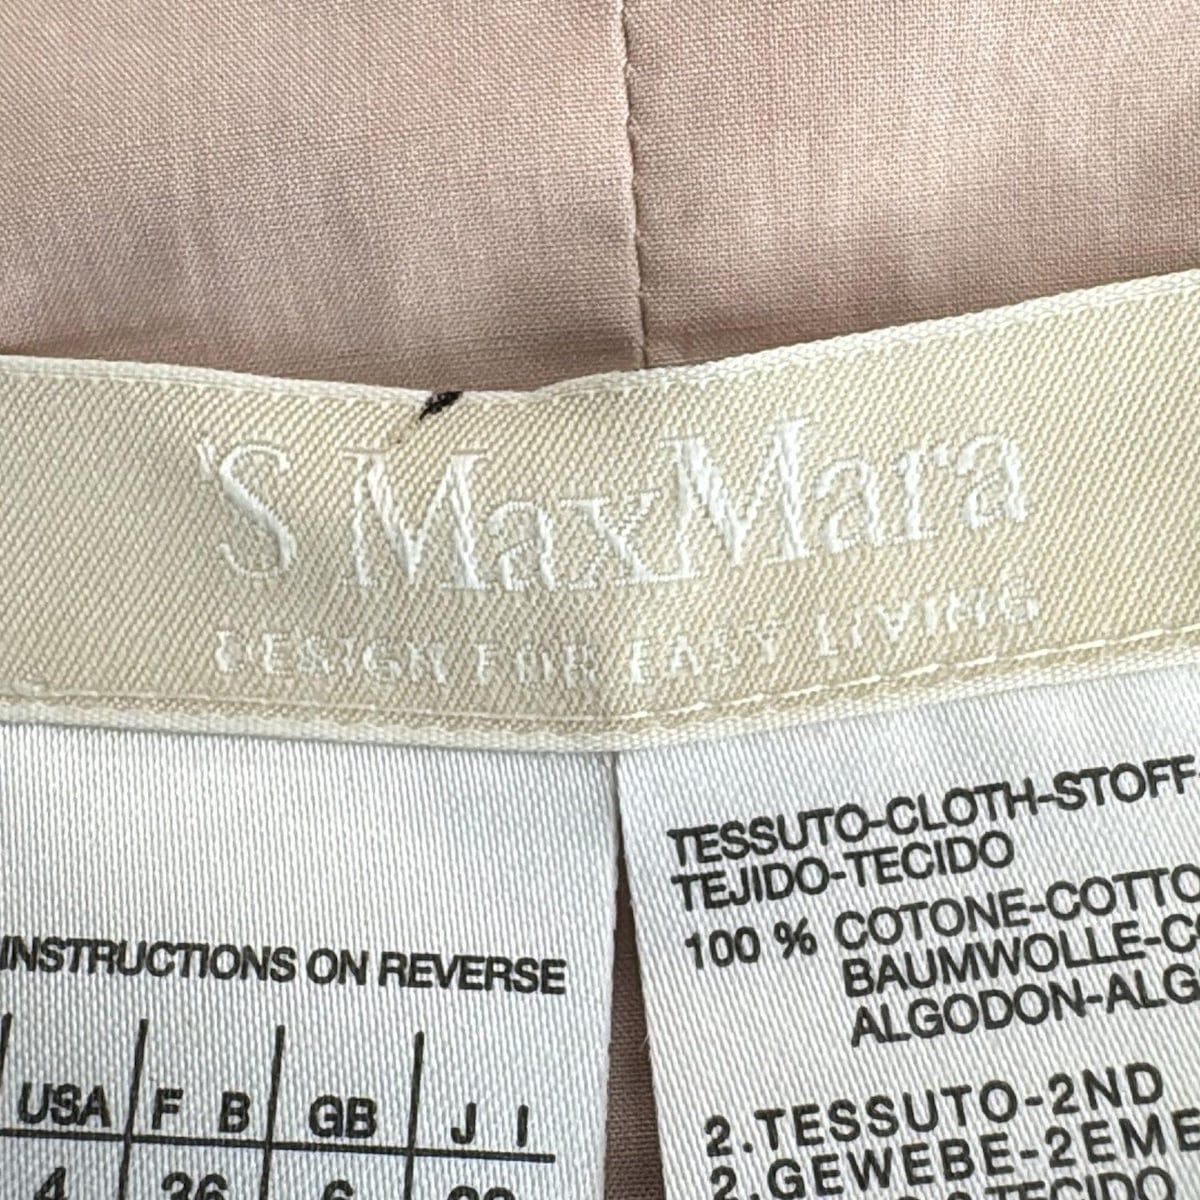 'S MaxMara
DESIGN FOR EASY LIVING
INSTRUCTIONS ON REVERSE
USA F B GB J I
4 36 6
TESSUTO-CLOTH-STOFF-
TEJIDO-TECIDO
100 % COTONE-COTTO
BAUMWOLLE-C
ALGODON-ALG
2.TESSUTO-2ND
2.GEWEBE-2EME